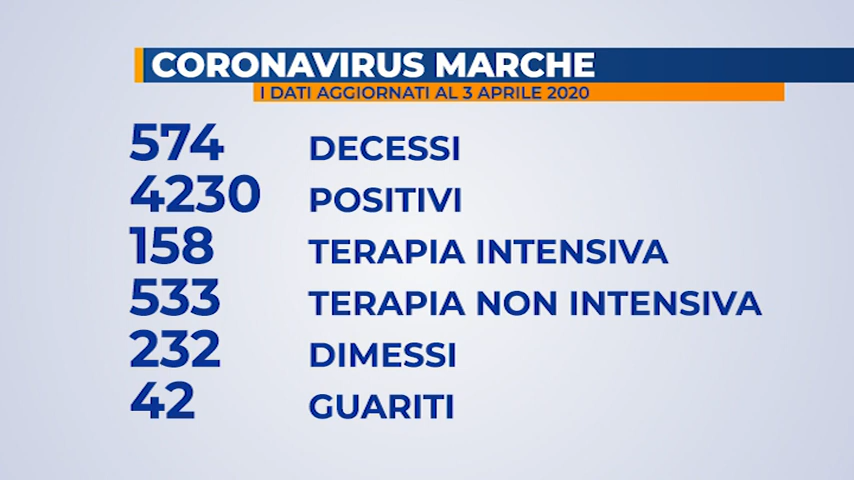 CORONAVIRUS MARCHE
I DATI AGGIORNATI AL 3 APRILE 2020
574 DECESSI
4230 POSITIVI
158 TERAPIA INTENSIVA
533 TERAPIA NON INTENSIVA
232 DIMESSI
42 GUARITI